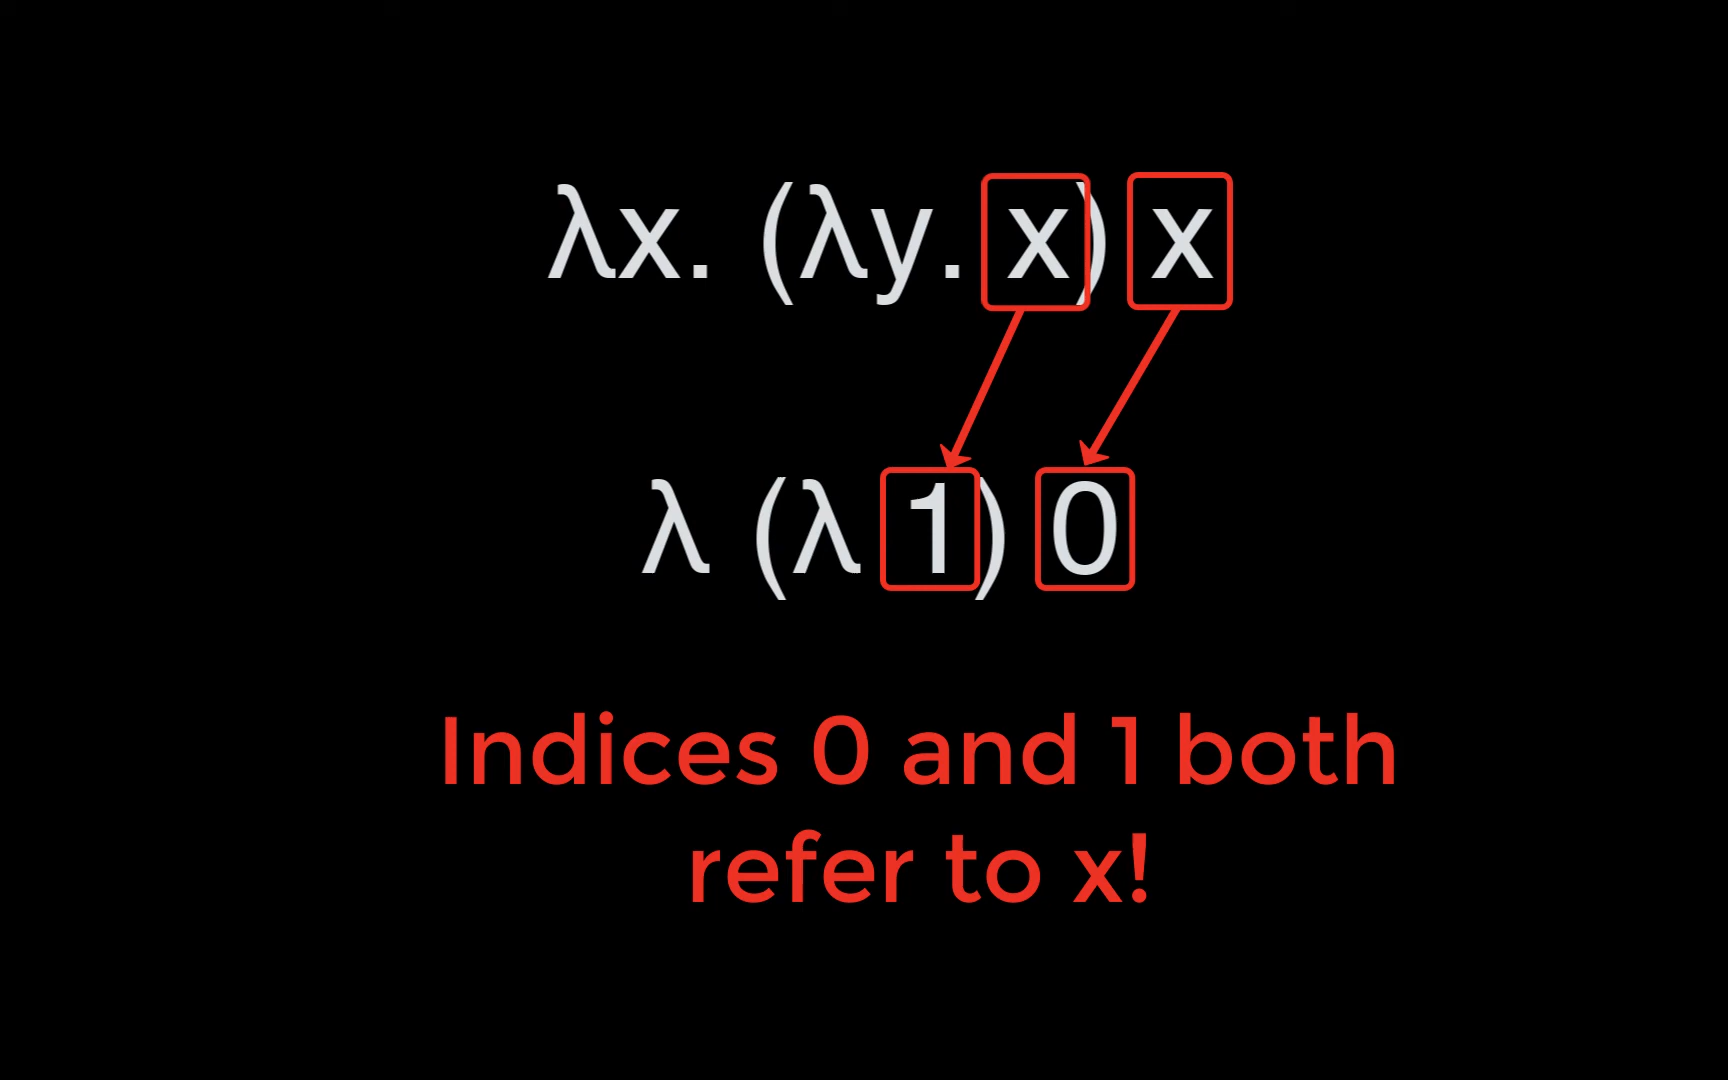 λx. (λy. x) x
λ (λ 1) 0
Indices 0 and 1 both
refer to x!